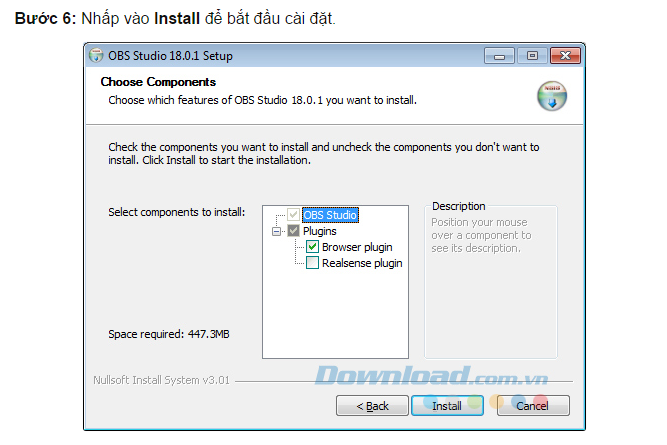 Bước 6: Nhấp vào Install để bắt đầu cài đặt.
OBS Studio 18.0.1 Setup
Choose Components
Choose which features of OBS Studio 18.0.1 you want to install.
Check the components you want to install and uncheck the components you don't want to
install. Click Install to start the installation.
Select components to install:
OBS Studio
Plugins
Browser plugin
Realsense plugin
Description
Position your mouse
over a component to
see its description.
Space required: 447.3MB
Nullsoft Install System v3.01
Download.com.vn
< Back
Install
Cancel